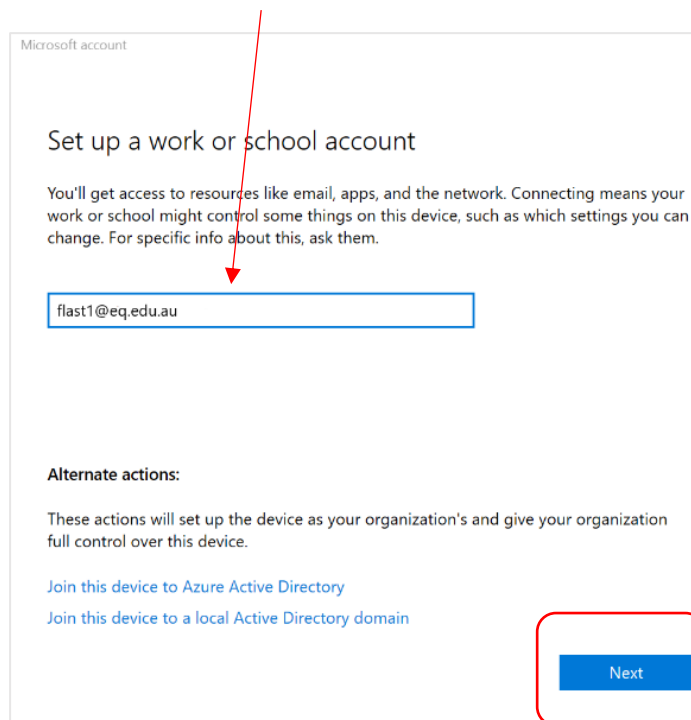 Microsoft account
Set up a work or school account
You'll get access to resources like email, apps, and the network. Connecting means your
work or school might control some things on this device, such as which settings you can
change. For specific info about this, ask them.
flast1@eq.edu.au
Alternate actions:
These actions will set up the device as your organization's and give your organization
full control over this device.
Join this device to Azure Active Directory
Join this device to a local Active Directory domain
Next